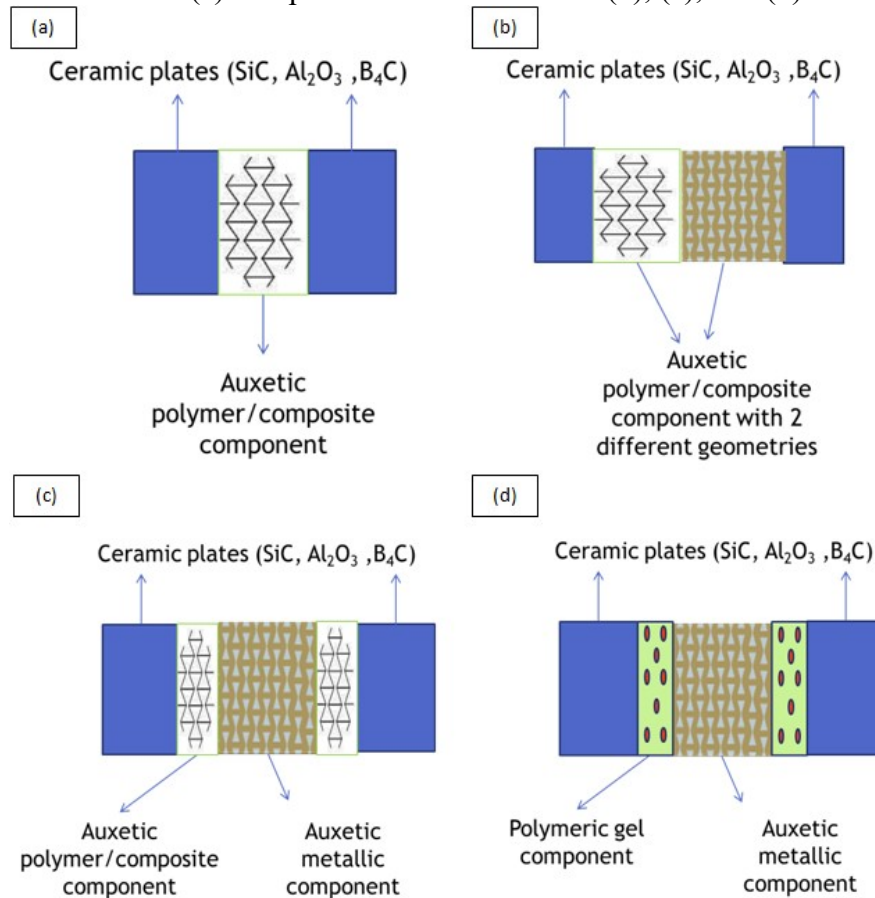 (a)
Ceramic plates (SiC, Al₂O₃ ,B₄C)
Auxetic
polymer/composite
component
(b)
Ceramic plates (SiC, Al₂O₃ ,B₄C)
Auxetic
polymer/composite
component with 2
different geometries
(c)
Ceramic plates (SiC, Al₂O₃ ,B₄C)
Auxetic
polymer/composite
component
Auxetic
metallic
component
(d)
Ceramic plates (SiC, Al₂O₃ ,B₄C)
Polymeric gel
component
Auxetic
metallic
component